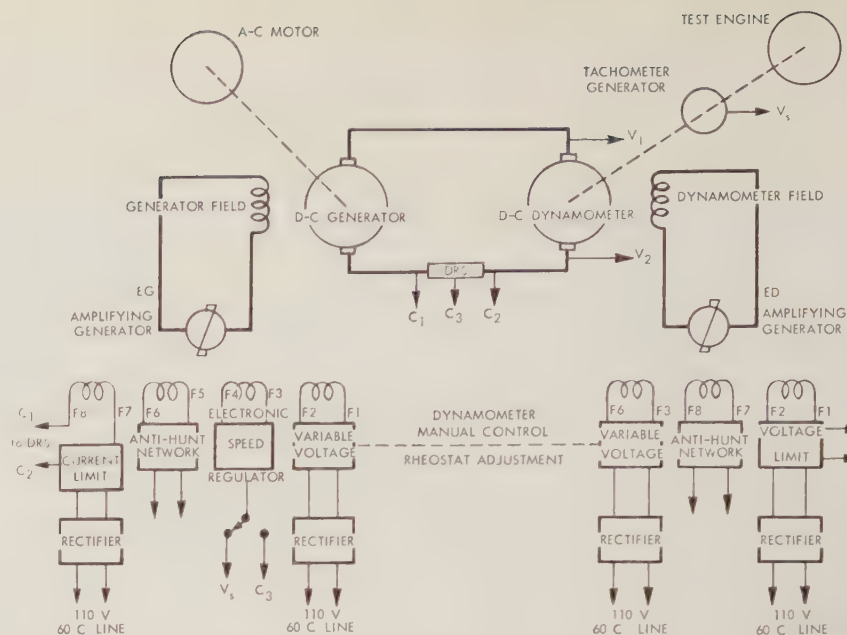 A-C MOTOR
TEST ENGINE
TACHOMETER
GENERATOR
Vs
V1
GENERATOR FIELD
D-C GENERATOR
D-C DYNAMOMETER
DYNAMOMETER FIELD
DRS
V2
C1
C3
C2
EG
AMPLIFYING
GENERATOR
ED
AMPLIFYING
GENERATOR
C1
F8
F7
TO DRS
C2
CURRENT
LIMIT
F6
F5
ANTI-HUNT
NETWORK
F4
F3
ELECTRONIC
SPEED
REGULATOR
F2
F1
VARIABLE
VOLTAGE
DYNAMOMETER
MANUAL CONTROL
RHEOSTAT ADJUSTMENT
F6
F3
VARIABLE
VOLTAGE
F8
F7
ANTI-HUNT
NETWORK
F2
F1
VOLTAGE
LIMIT
RECTIFIER
Vs
C3
RECTIFIER
RECTIFIER
RECTIFIER
110 V
60 C LINE
110 V
60 C LINE
110 V
60 C LINE
110 V
60 C LINE